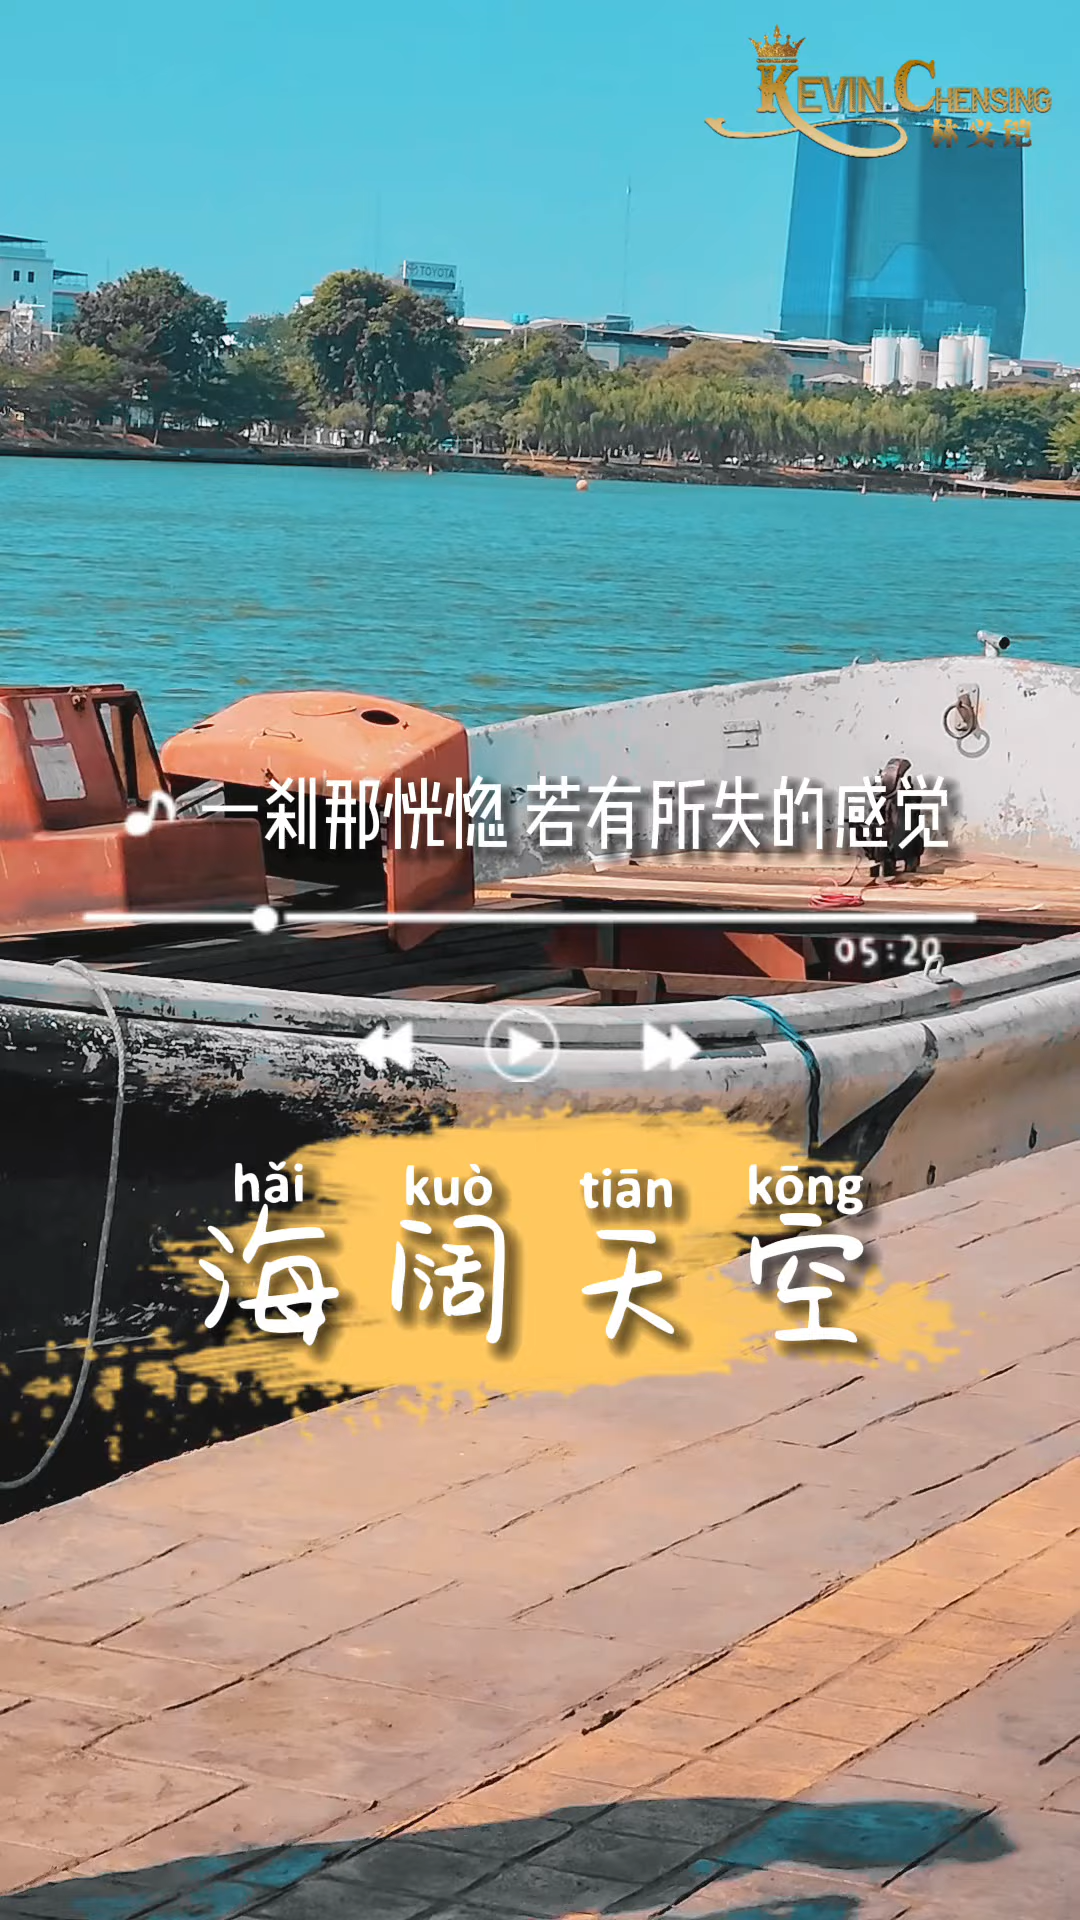 KEVIN CHENSING
林文铠
TOYOTA
一刹那恍惚 若有所失的感觉
05:20
hǎi kuò tiān kōng
海阔天空